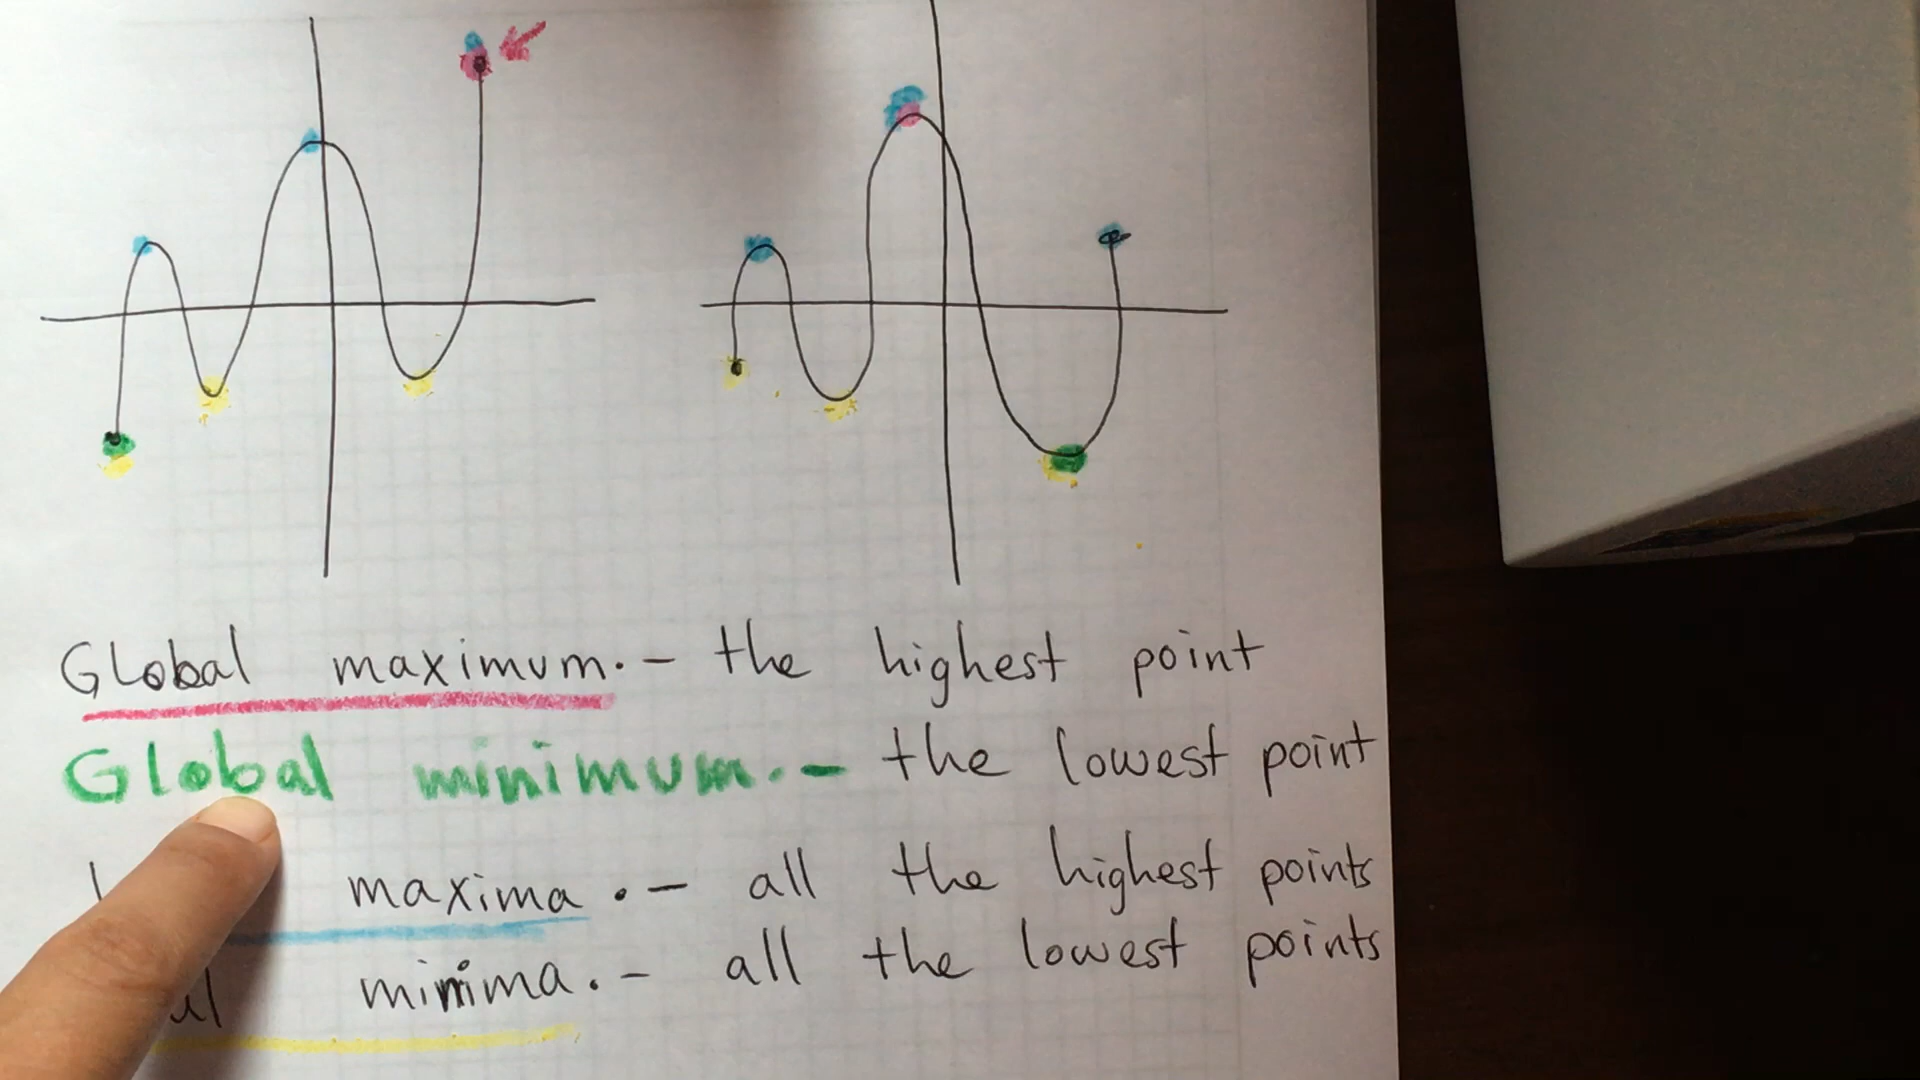 Global maximum. - the highest point
Global minimum. - the lowest point
maxima . - all the highest points
minima. - all the lowest points